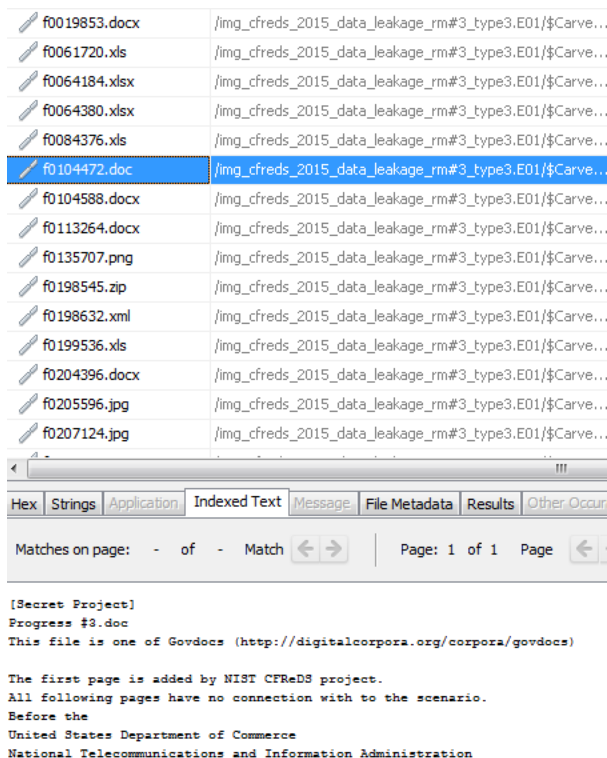 f0019853.docx /img_cfreds_2015_data_leakage_rm#3_type3.E01/$Carve...
f0061720.xls /img_cfreds_2015_data_leakage_rm#3_type3.E01/$Carve...
f0064184.xlsx /img_cfreds_2015_data_leakage_rm#3_type3.E01/$Carve...
f0064380.xlsx /img_cfreds_2015_data_leakage_rm#3_type3.E01/$Carve...
f0084376.xls /img_cfreds_2015_data_leakage_rm#3_type3.E01/$Carve...
f0104472.doc /img_cfreds_2015_data_leakage_rm#3_type3.E01/$Carve...
f0104588.docx /img_cfreds_2015_data_leakage_rm#3_type3.E01/$Carve...
f0113264.docx /img_cfreds_2015_data_leakage_rm#3_type3.E01/$Carve...
f0135707.png /img_cfreds_2015_data_leakage_rm#3_type3.E01/$Carve...
f0198545.zip /img_cfreds_2015_data_leakage_rm#3_type3.E01/$Carve...
f0198632.xml /img_cfreds_2015_data_leakage_rm#3_type3.E01/$Carve...
f0199536.xls /img_cfreds_2015_data_leakage_rm#3_type3.E01/$Carve...
f0204396.docx /img_cfreds_2015_data_leakage_rm#3_type3.E01/$Carve...
f0205596.jpg /img_cfreds_2015_data_leakage_rm#3_type3.E01/$Carve...
f0207124.jpg /img_cfreds_2015_data_leakage_rm#3_type3.E01/$Carve...
Hex Strings Application Indexed Text Message File Metadata Results Other Occur
Matches on page: - of - Match Page: 1 of 1 Page
[Secret Project]
Progress #3.doc
This file is one of Govdocs (http://digitalcorpora.org/corpora/govdocs)
The first page is added by NIST CFReDS project.
All following pages have no connection with to the scenario.
Before the
United States Department of Commerce
National Telecommunications and Information Administration